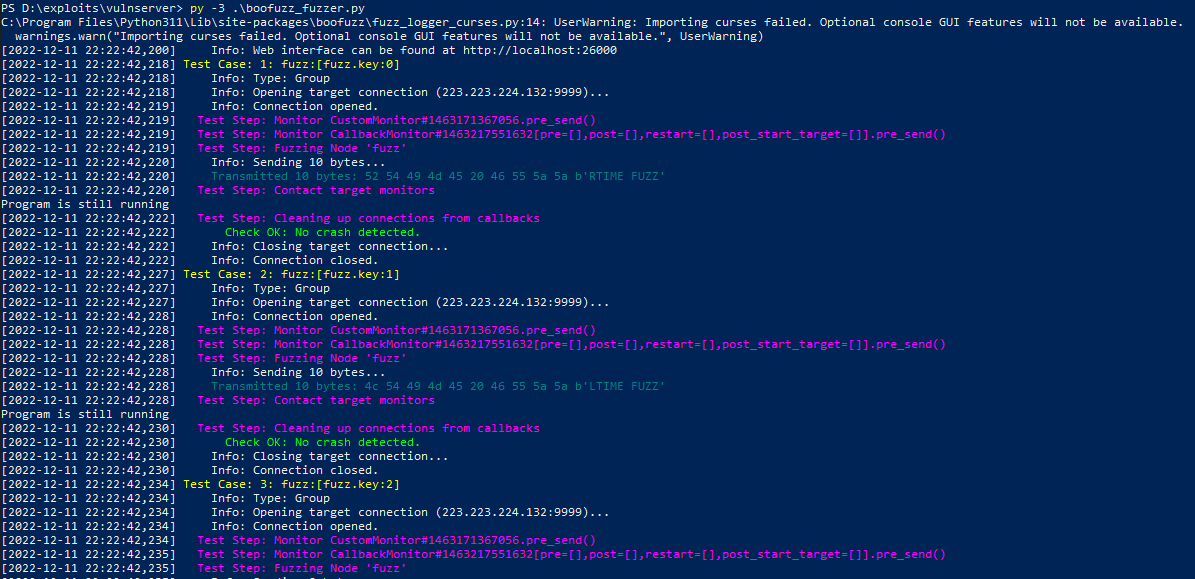 PS D:\exploits\vulnserver> py -3 .\boofuzz_fuzzer.py
C:\Program Files\Python311\Lib\site-packages\boofuzz\fuzz_logger_curses.py:14: UserWarning: Importing curses failed. Optional console GUI features will not be available.
  warnings.warn("Importing curses failed. Optional console GUI features will not be available.", UserWarning)
[2022-12-11 22:22:42,200]     Info: Web interface can be found at http://localhost:26000
[2022-12-11 22:22:42,218] Test Case: 1: fuzz:[fuzz.key:0]
[2022-12-11 22:22:42,218]     Info: Type: Group
[2022-12-11 22:22:42,218]     Info: Opening target connection (223.223.224.132:9999)...
[2022-12-11 22:22:42,219]     Info: Connection opened.
[2022-12-11 22:22:42,219]   Test Step: Monitor CustomMonitor#1463171367056.pre_send()
[2022-12-11 22:22:42,219]   Test Step: Monitor CallbackMonitor#1463217551632[pre=[],post=[],restart=[],post_start_target=[]].pre_send()
[2022-12-11 22:22:42,219]   Test Step: Fuzzing Node 'fuzz'
[2022-12-11 22:22:42,220]     Info: Sending 10 bytes...
[2022-12-11 22:22:42,220]     Transmitted 10 bytes: 52 54 49 4d 45 20 46 55 5a 5a b'RTIME FUZZ'
[2022-12-11 22:22:42,220]   Test Step: Contact target monitors
Program is still running
[2022-12-11 22:22:42,222]   Test Step: Cleaning up connections from callbacks
[2022-12-11 22:22:42,222]       Check OK: No crash detected.
[2022-12-11 22:22:42,222]     Info: Closing target connection...
[2022-12-11 22:22:42,222]     Info: Connection closed.
[2022-12-11 22:22:42,227] Test Case: 2: fuzz:[fuzz.key:1]
[2022-12-11 22:22:42,227]     Info: Type: Group
[2022-12-11 22:22:42,227]     Info: Opening target connection (223.223.224.132:9999)...
[2022-12-11 22:22:42,228]     Info: Connection opened.
[2022-12-11 22:22:42,228]   Test Step: Monitor CustomMonitor#1463171367056.pre_send()
[2022-12-11 22:22:42,228]   Test Step: Monitor CallbackMonitor#1463217551632[pre=[],post=[],restart=[],post_start_target=[]].pre_send()
[2022-12-11 22:22:42,228]   Test Step: Fuzzing Node 'fuzz'
[2022-12-11 22:22:42,228]     Info: Sending 10 bytes...
[2022-12-11 22:22:42,228]     Transmitted 10 bytes: 4c 54 49 4d 45 20 46 55 5a 5a b'LTIME FUZZ'
[2022-12-11 22:22:42,228]   Test Step: Contact target monitors
Program is still running
[2022-12-11 22:22:42,230]   Test Step: Cleaning up connections from callbacks
[2022-12-11 22:22:42,230]       Check OK: No crash detected.
[2022-12-11 22:22:42,230]     Info: Closing target connection...
[2022-12-11 22:22:42,230]     Info: Connection closed.
[2022-12-11 22:22:42,234] Test Case: 3: fuzz:[fuzz.key:2]
[2022-12-11 22:22:42,234]     Info: Type: Group
[2022-12-11 22:22:42,234]     Info: Opening target connection (223.223.224.132:9999)...
[2022-12-11 22:22:42,234]     Info: Connection opened.
[2022-12-11 22:22:42,234]   Test Step: Monitor CustomMonitor#1463171367056.pre_send()
[2022-12-11 22:22:42,235]   Test Step: Monitor CallbackMonitor#1463217551632[pre=[],post=[],restart=[],post_start_target=[]].pre_send()
[2022-12-11 22:22:42,235]   Test Step: Fuzzing Node 'fuzz'